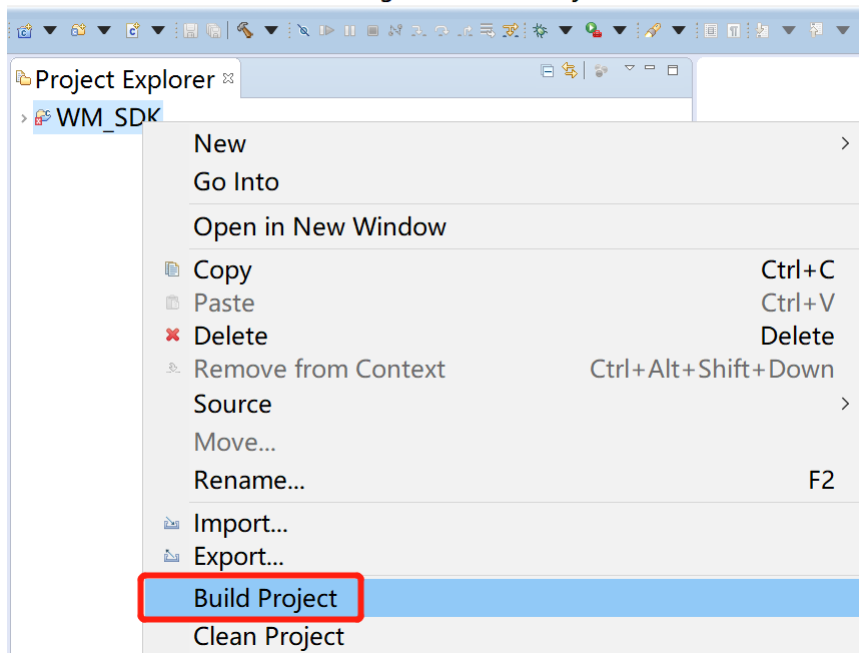 Project Explorer
WM_SDK
New
Go Into
Open in New Window
Copy Ctrl+C
Paste Ctrl+V
Delete Delete
Remove from Context Ctrl+Alt+Shift+Down
Source
Move...
Rename... F2
Import...
Export...
Build Project
Clean Project